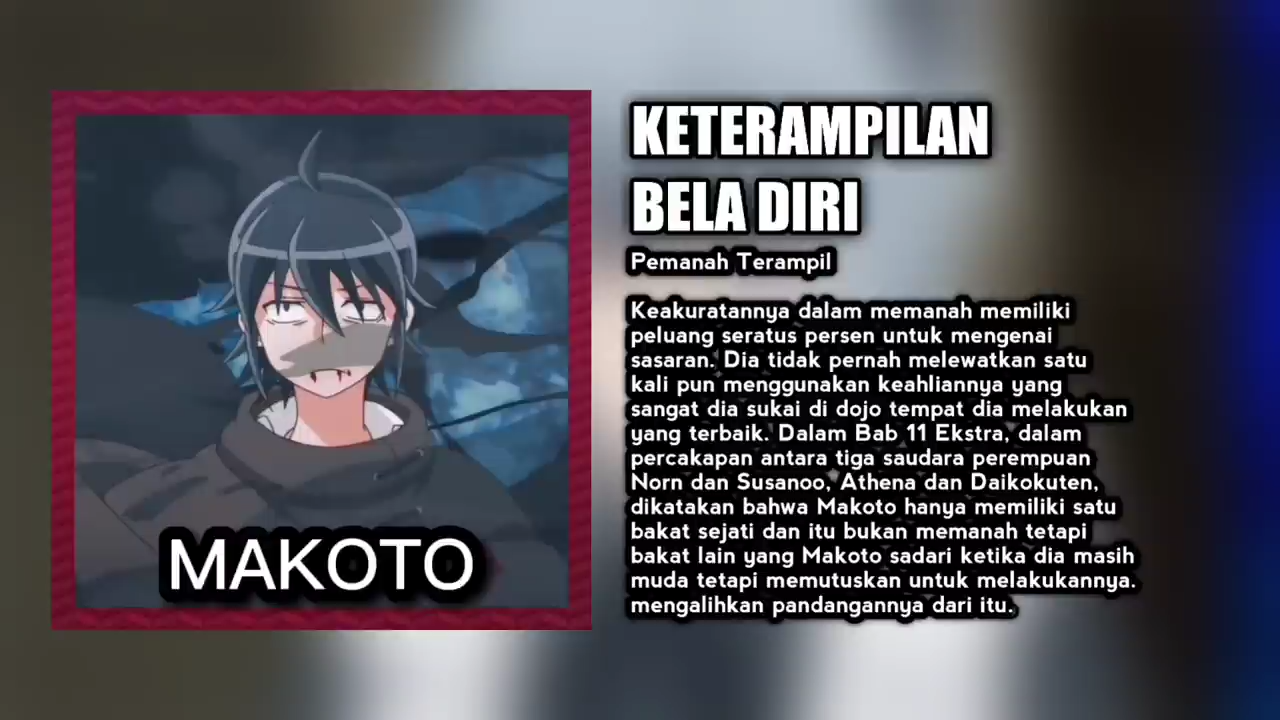 MAKOTO
KETERAMPILAN
BELA DIRI
Pemanah Terampil
Keakuratannya dalam memanah memiliki
peluang seratus persen untuk mengenai
sasaran. Dia tidak pernah melewatkan satu
kali pun menggunakan keahliannya yang
sangat dia sukai di dojo tempat dia melakukan
yang terbaik. Dalam Bab 11 Ekstra, dalam
percakapan antara tiga saudara perempuan
Norn dan Susanoo, Athena dan Daikokuten,
dikatakan bahwa Makoto hanya memiliki satu
bakat sejati dan itu bukan memanah tetapi
bakat lain yang Makoto sadari ketika dia masih
muda tetapi memutuskan untuk melakukannya.
mengalihkan pandangannya dari itu.